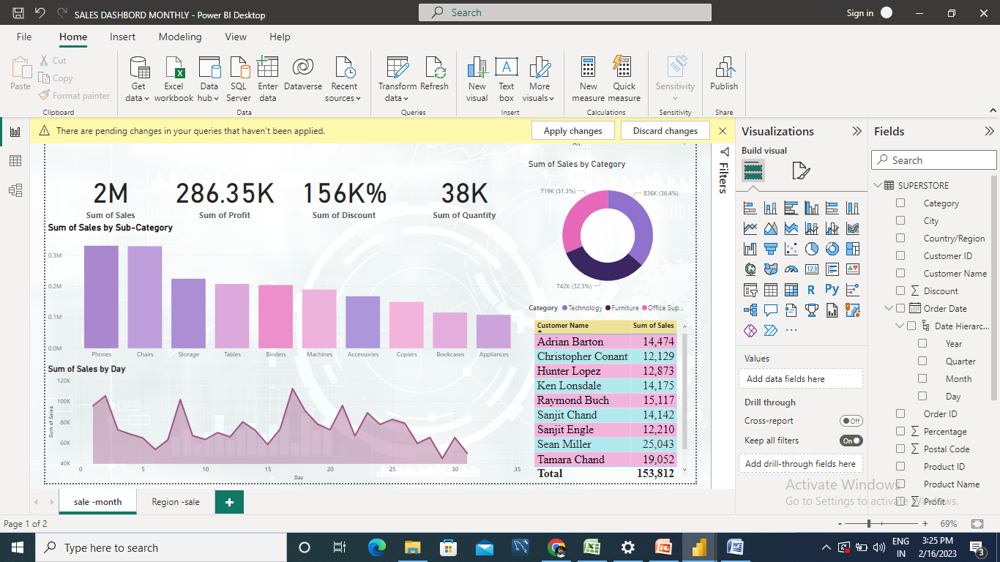 SALES DASHBORD MONTHLY - Power BI Desktop
Search
Sign in
File Home Insert Modeling View Help
Paste
Cut
Copy
Format painter
Get data
Excel workbook
Data hub
SQL Server
Enter data
Dataverse
Recent sources
Transform data
Refresh
New visual
Text box
More visuals
New measure
Quick measure
Sensitivity
Publish
Clipboard Data Queries Insert Calculations Sensitivity Share
There are pending changes in your queries that haven't been applied.
Apply changes
Discard changes
2M
Sum of Sales
286.35K
Sum of Profit
156K%
Sum of Discount
38K
Sum of Quantity
Sum of Sales by Sub-Category
0.3M
0.2M
0.1M
0.0M
Phones Chairs Storage Tables Binders Machines Accessories Copiers Bookcases Appliances
Sum of Sales by Day
Sum of Sales
120K
100K
80K
60K
40K
0 5 10 15 20 25 30 35
Day
All
Sum of Sales by Category
719K (31.3%)
836K (36.4%)
742K (32.3%)
Category Technology Furniture Office Sup...
Customer Name Sum of Sales
Adrian Barton 14,474
Christopher Conant 12,129
Hunter Lopez 12,873
Ken Lonsdale 14,175
Raymond Buch 15,117
Sanjit Chand 14,142
Sanjit Engle 12,210
Sean Miller 25,043
Tamara Chand 19,052
Total 153,812
Filters
Visualizations
Build visual
123
R
Py
Values
Add data fields here
Drill through
Cross-report Off
Keep all filters On
Add drill-through fields here
Fields
Search
SUPERSTORE
Category
City
Country/Region
Customer ID
Customer Name
Discount
Order Date
Date Hierarc...
Year
Quarter
Month
Day
Order ID
Percentage
Postal Code
Product ID
Product Name
Profit
Activate Windows
Go to Settings to activate Windows.
sale -month
Region -sale
Page 1 of 2
69%
Type here to search
ENG
IN
3:25 PM
2/16/2023
3